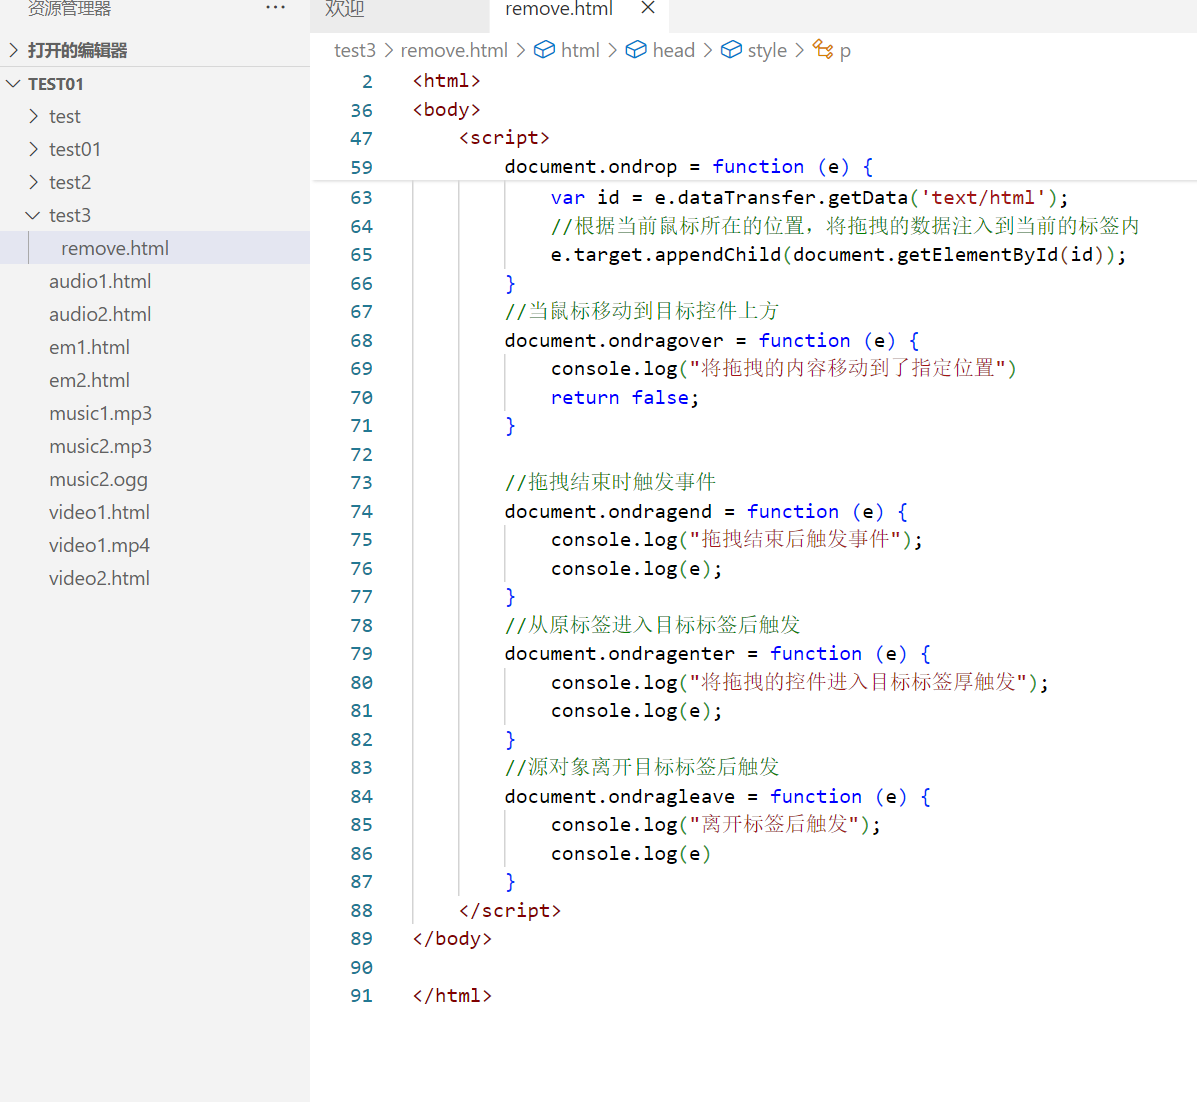 资源管理器 ···
打开的编辑器
TEST01
test
test01
test2
test3
remove.html
audio1.html
audio2.html
em1.html
em2.html
music1.mp3
music2.mp3
music2.ogg
video1.html
video1.mp4
video2.html
欢迎 remove.html ×
test3 > remove.html > html > head > style > p
2 <html>
36 <body>
47 <script>
59 document.ondrop = function (e) {
63 var id = e.dataTransfer.getData('text/html');
64 //根据当前鼠标所在的位置，将拖拽的数据注入到当前的标签内
65 e.target.appendChild(document.getElementById(id));
66 }
67 //当鼠标移动到目标控件上方
68 document.ondragover = function (e) {
69 console.log("将拖拽的内容移动到了指定位置")
70 return false;
71 }
72
73 //拖拽结束时触发事件
74 document.ondragend = function (e) {
75 console.log("拖拽结束后触发事件");
76 console.log(e);
77 }
78 //从原标签进入目标标签后触发
79 document.ondragenter = function (e) {
80 console.log("将拖拽的控件进入目标标签厚触发");
81 console.log(e);
82 }
83 //源对象离开目标标签后触发
84 document.ondragleave = function (e) {
85 console.log("离开标签后触发");
86 console.log(e)
87 }
88 </script>
89 </body>
90
91 </html>